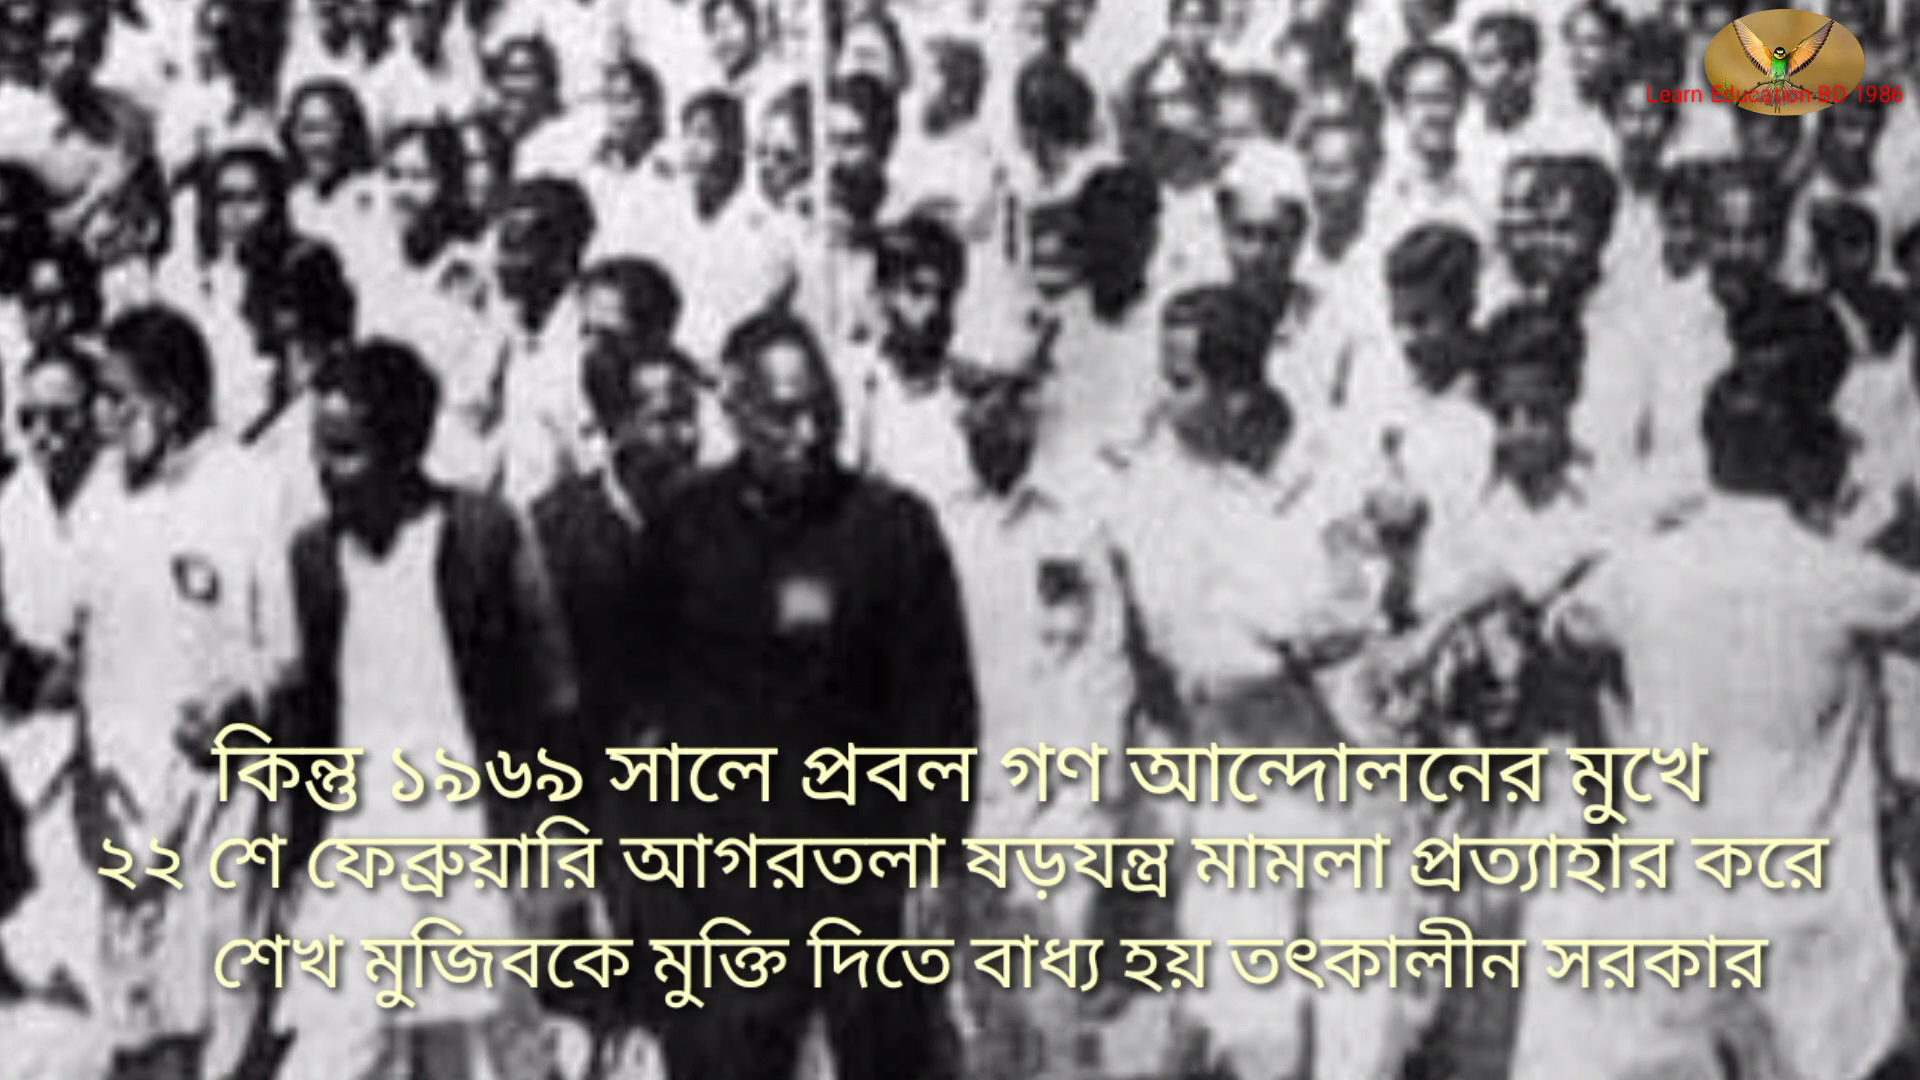 Learn Education BD 1986
কিন্তু ১৯৬৯ সালে প্রবল গণ আন্দোলনের মুখে
২২ শে ফেব্রুয়ারি আগরতলা ষড়যন্ত্র মামলা প্রত্যাহার করে
শেখ মুজিবকে মুক্তি দিতে বাধ্য হয় তৎকালীন সরকার